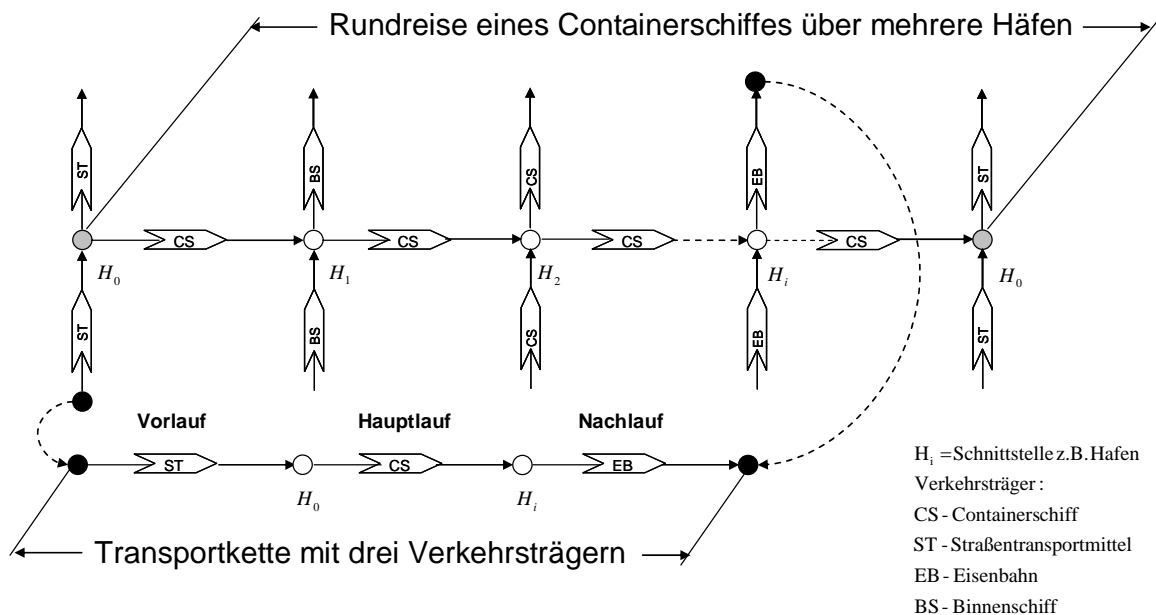 Rundreise eines Containerschiffes über mehrere Häfen
ST BS CS EB ST
CS CS CS CS
H0 H1 H2 Hi H0
ST BS CS EB ST
Vorlauf Hauptlauf Nachlauf
ST CS EB
H0 Hi
Transportkette mit drei Verkehrsträgern
Hi =Schnittstelle z.B. Hafen
Verkehrsträger :
CS - Containerschiff
ST - Straßentransportmittel
EB - Eisenbahn
BS - Binnenschiff